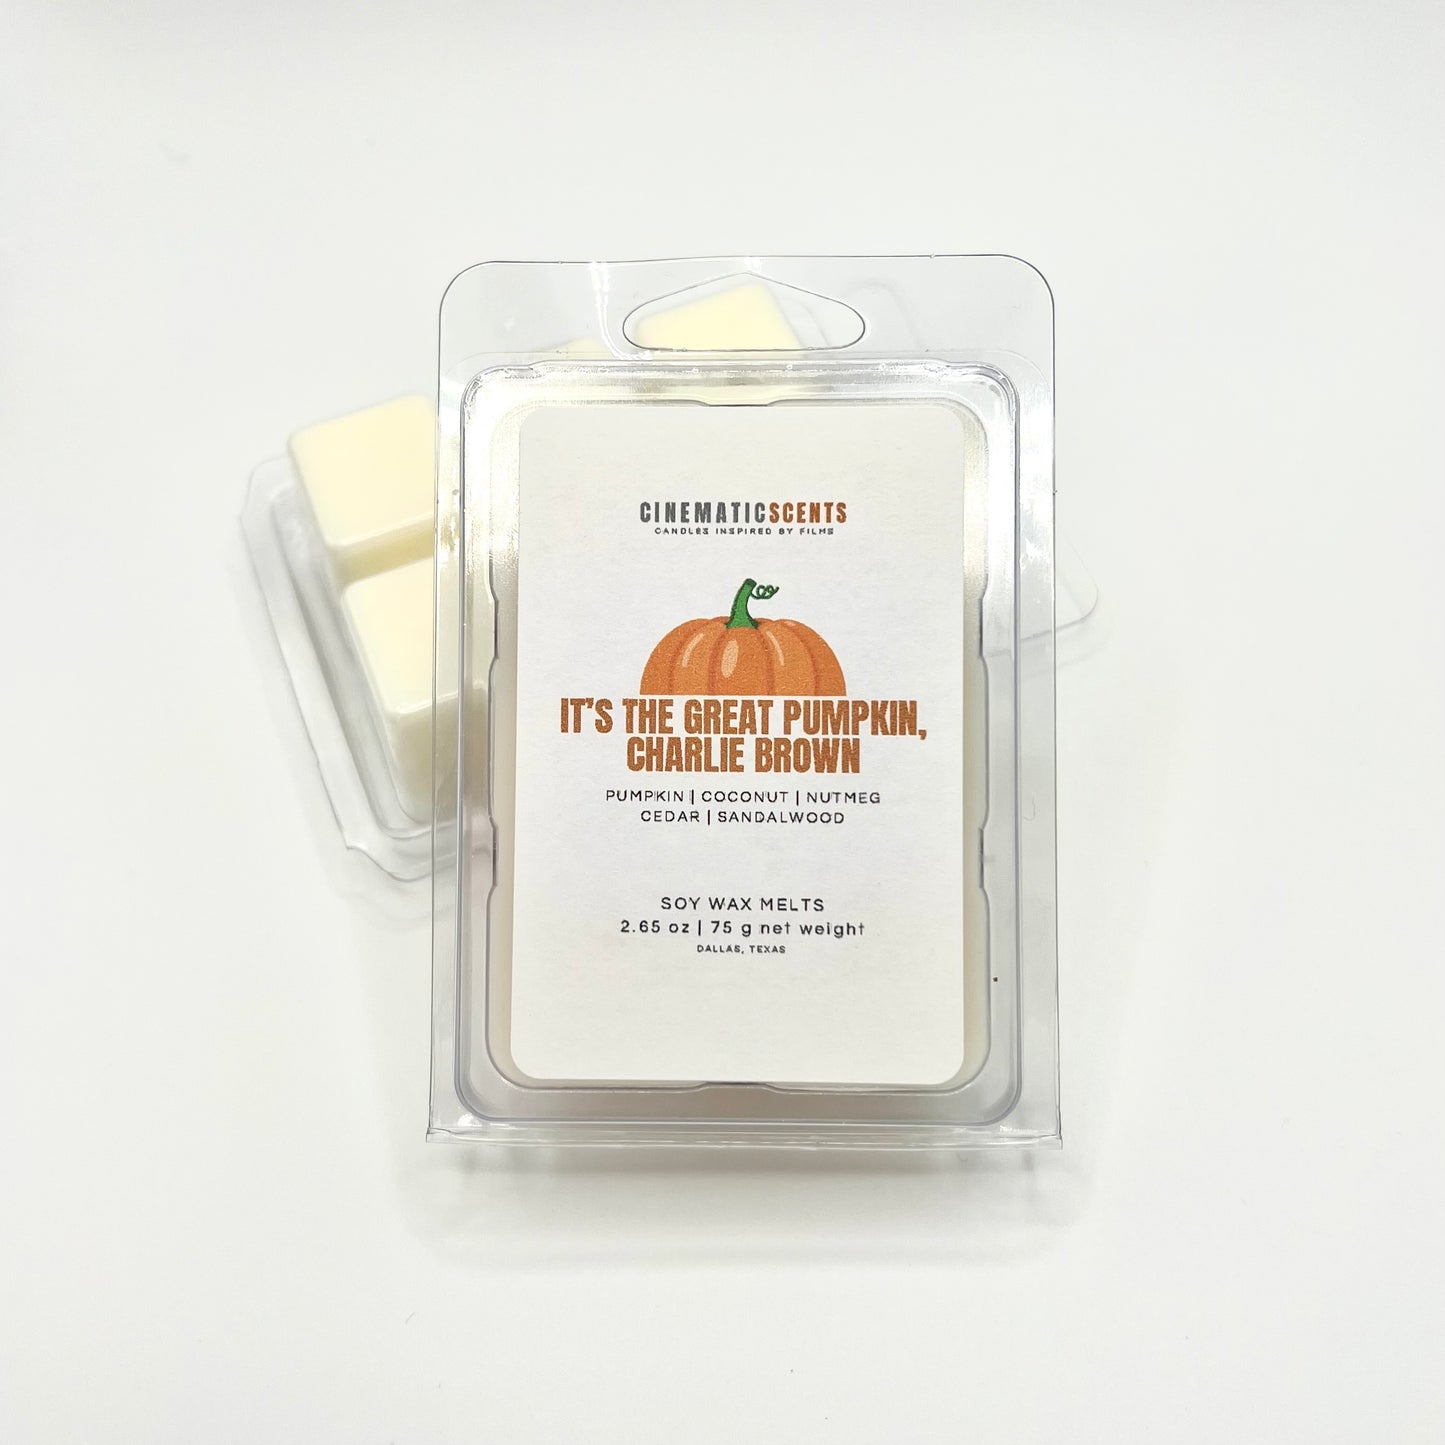 CINEMATICSCENTS
CANDLES INSPIRED BY FILMS
IT'S THE GREAT PUMPKIN,
CHARLIE BROWN
PUMPKIN | COCONUT | NUTMEG
CEDAR | SANDALWOOD
SOY WAX MELTS
2.65 oz | 75 g net weight
DALLAS, TEXAS